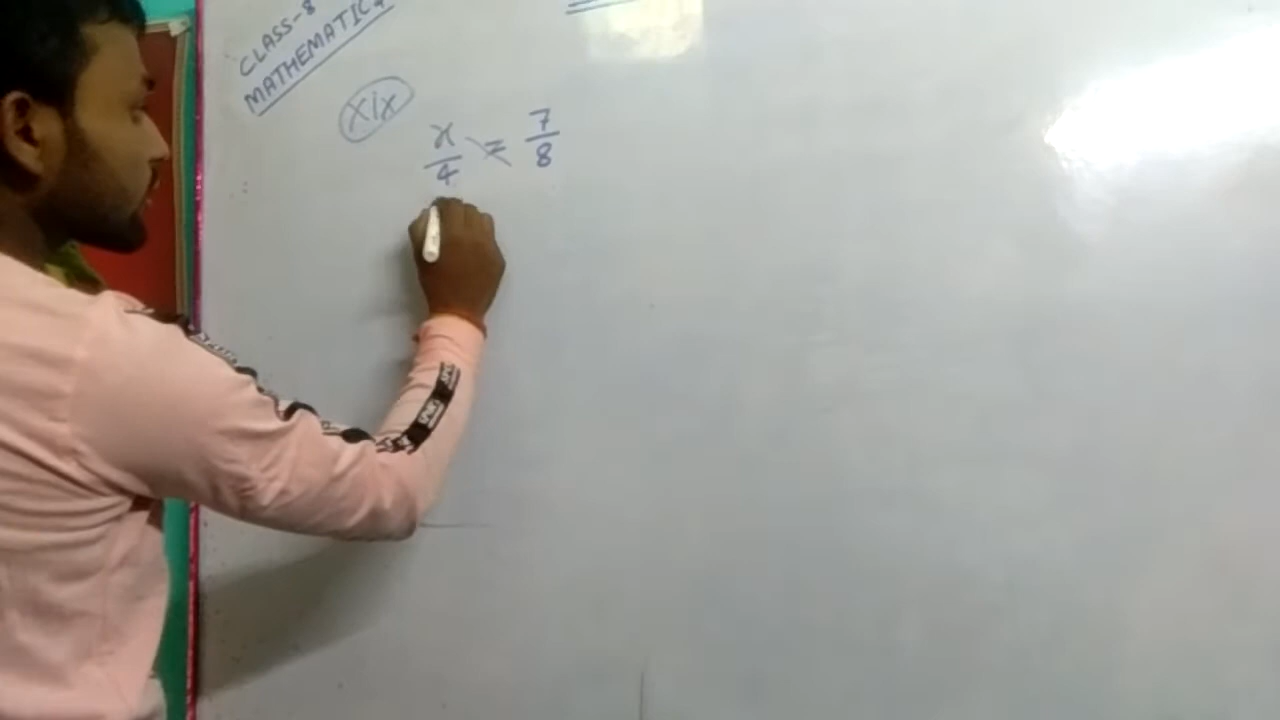 CLASS-8
MATHEMATICS
XIX
x/4 = 7/8